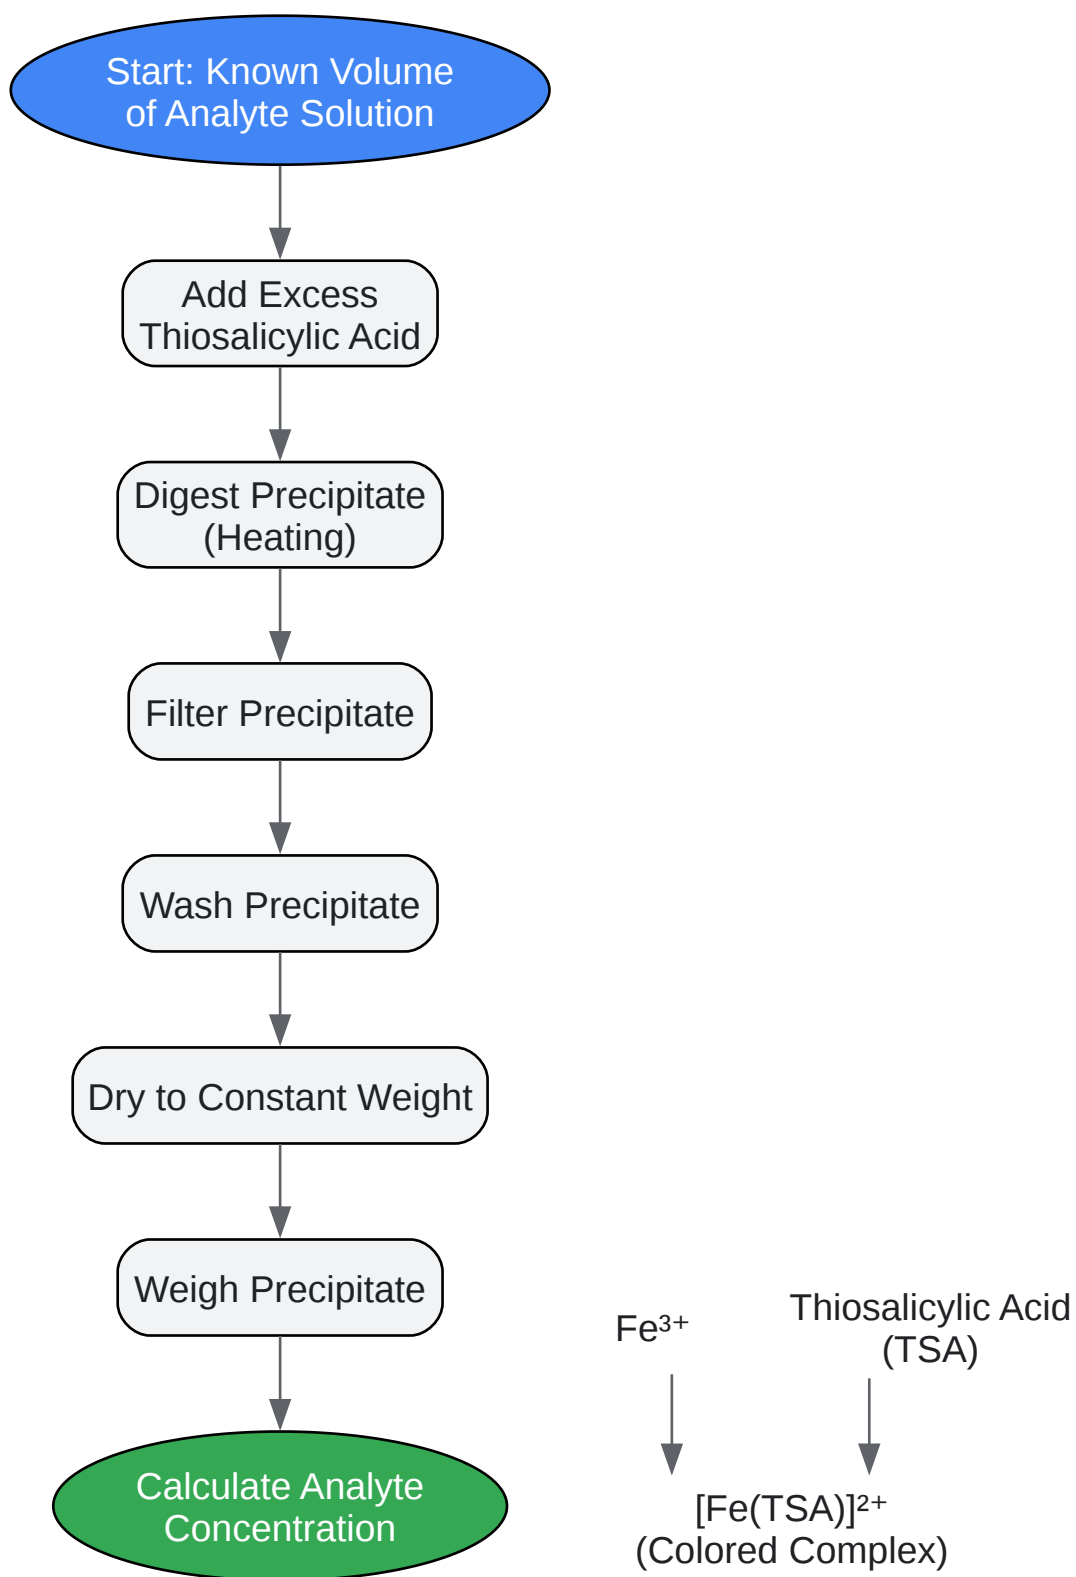 Start: Known Volume
of Analyte Solution
Add Excess
Thiosalicylic Acid
Digest Precipitate
(Heating)
Filter Precipitate
Wash Precipitate
Dry to Constant Weight
Weigh Precipitate
Calculate Analyte
Concentration
Fe³⁺
Thiosalicylic Acid
(TSA)
[Fe(TSA)]²⁺
(Colored Complex)